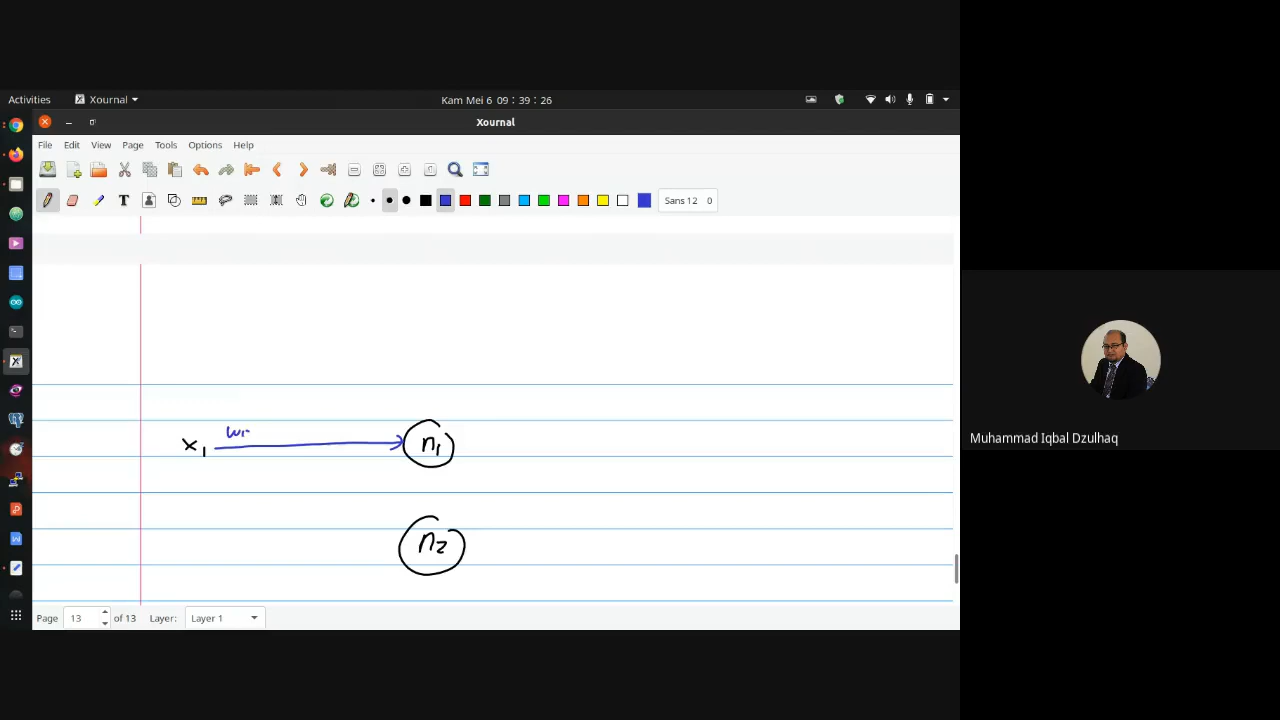 Activities Xournal Kam Mei 6 09:39:26
Xournal
File Edit View Page Tools Options Help
T Sans 12 0
x₁ n₁
n₂
Muhammad Iqbal Dzulhaq
Page 13 of 13 Layer: Layer 1